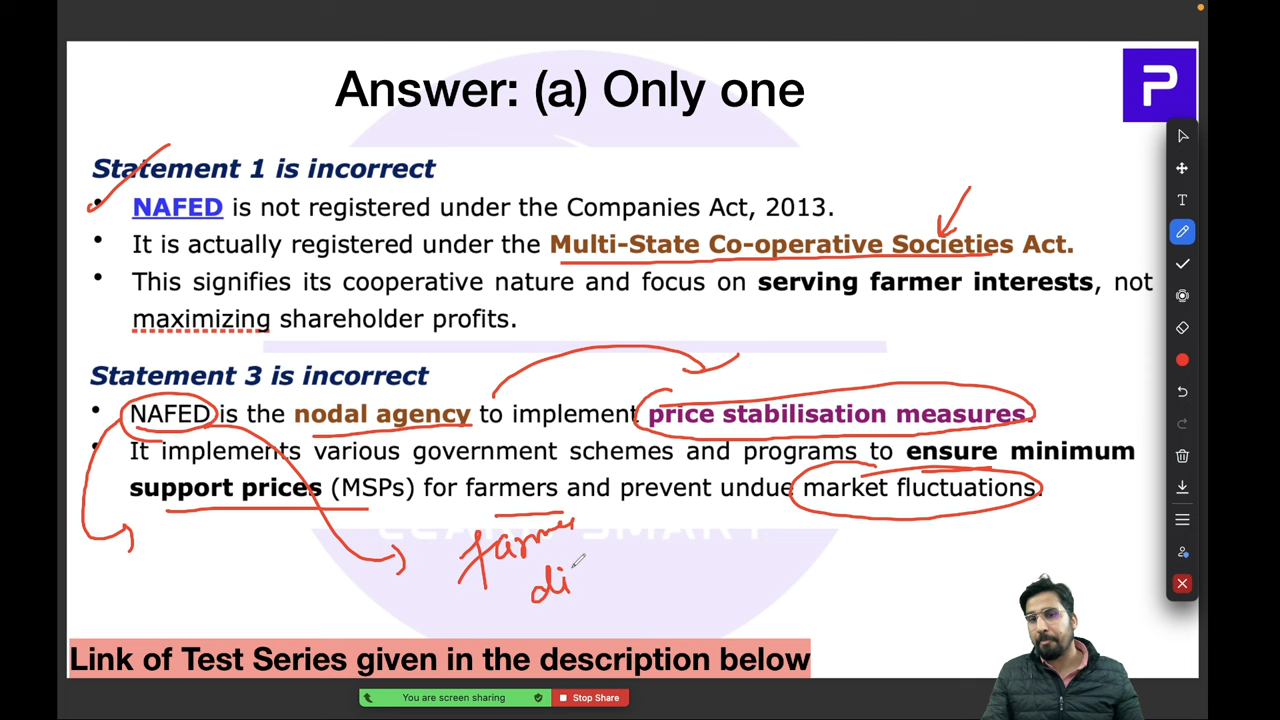 Answer: (a) Only one
P
Statement 1 is incorrect
• NAFED is not registered under the Companies Act, 2013.
• It is actually registered under the Multi-State Co-operative Societies Act.
• This signifies its cooperative nature and focus on serving farmer interests, not
maximizing shareholder profits.
Statement 3 is incorrect
• NAFED is the nodal agency to implement price stabilisation measures.
• It implements various government schemes and programs to ensure minimum
support prices (MSPs) for farmers and prevent undue market fluctuations.
LEARN SMART
di
Link of Test Series given in the description below
You are screen sharing
Stop Share
T